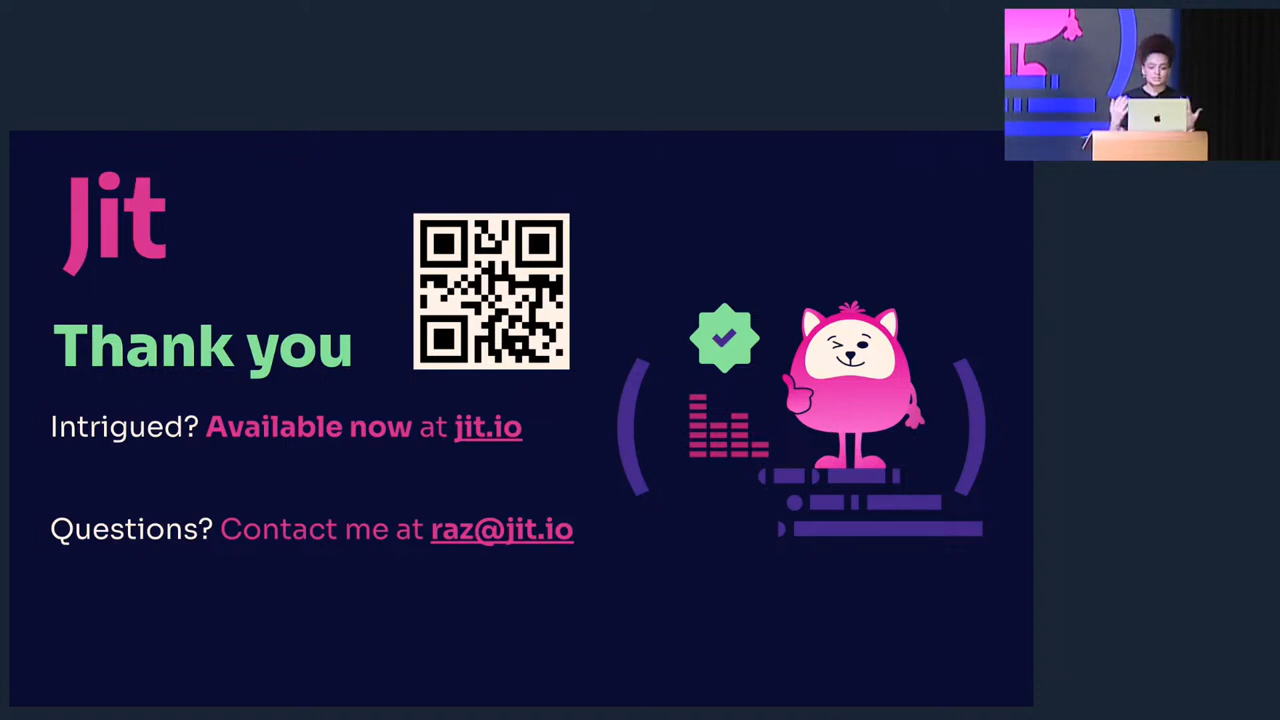 Jit
Thank you
Intrigued? Available now at jit.io
Questions? Contact me at raz@jit.io